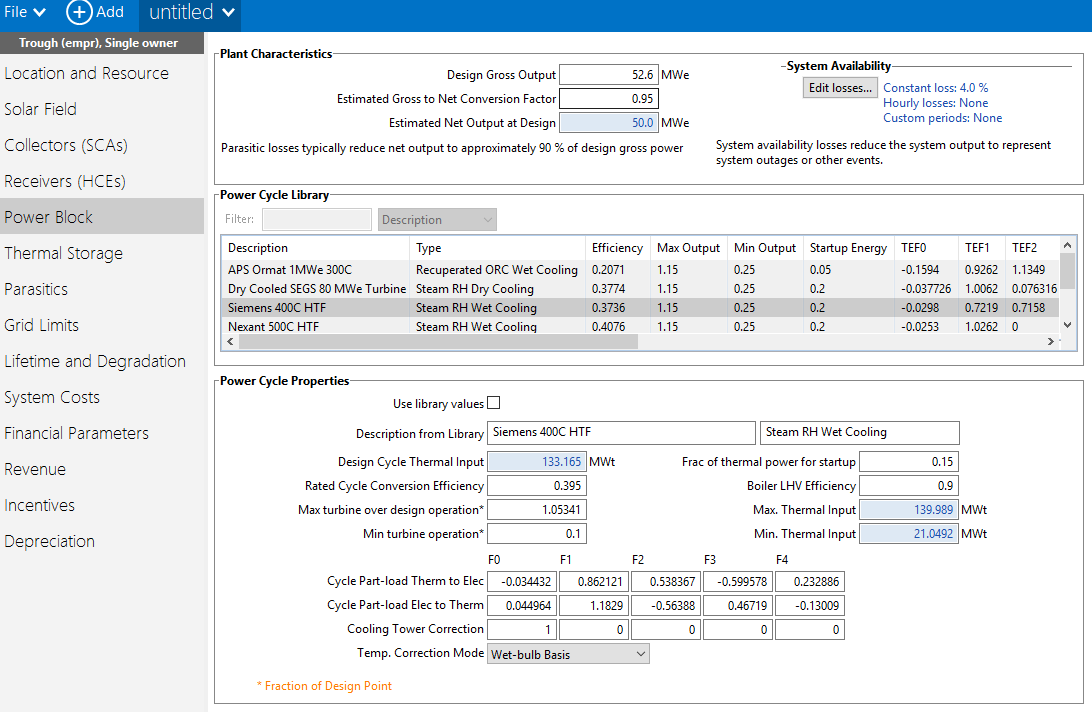 File Add untitled
Trough (empr), Single owner
Location and Resource
Solar Field
Collectors (SCAs)
Receivers (HCEs)
Power Block
Thermal Storage
Parasitics
Grid Limits
Lifetime and Degradation
System Costs
Financial Parameters
Revenue
Incentives
Depreciation
Plant Characteristics
Design Gross Output 52.6 MWe
Estimated Gross to Net Conversion Factor 0.95
Estimated Net Output at Design 50.0 MWe
Parasitic losses typically reduce net output to approximately 90 % of design gross power
System Availability
Edit losses... Constant loss: 4.0 %
Hourly losses: None
Custom periods: None
System availability losses reduce the system output to represent
system outages or other events.
Power Cycle Library
Filter: Description
Description Type Efficiency Max Output Min Output Startup Energy TEF0 TEF1 TEF2
APS Ormat 1MWe 300C Recuperated ORC Wet Cooling 0.2071 1.15 0.25 0.05 -0.1594 0.9262 1.1349
Dry Cooled SEGS 80 MWe Turbine Steam RH Dry Cooling 0.3774 1.15 0.25 0.2 -0.037726 1.0062 0.076316
Siemens 400C HTF Steam RH Wet Cooling 0.3736 1.15 0.25 0.2 -0.0298 0.7219 0.7158
Nexant 500C HTF Steam RH Wet Cooling 0.4076 1.15 0.25 0.2 -0.0253 1.0262 0
Power Cycle Properties
Use library values
Description from Library Siemens 400C HTF Steam RH Wet Cooling
Design Cycle Thermal Input 133.165 MWt Frac of thermal power for startup 0.15
Rated Cycle Conversion Efficiency 0.395 Boiler LHV Efficiency 0.9
Max turbine over design operation* 1.05341 Max. Thermal Input 139.989 MWt
Min turbine operation* 0.1 Min. Thermal Input 21.0492 MWt
F0 F1 F2 F3 F4
Cycle Part-load Therm to Elec -0.034432 0.862121 0.538367 -0.599578 0.232886
Cycle Part-load Elec to Therm 0.044964 1.1829 -0.56388 0.46719 -0.13009
Cooling Tower Correction 1 0 0 0 0
Temp. Correction Mode Wet-bulb Basis
* Fraction of Design Point